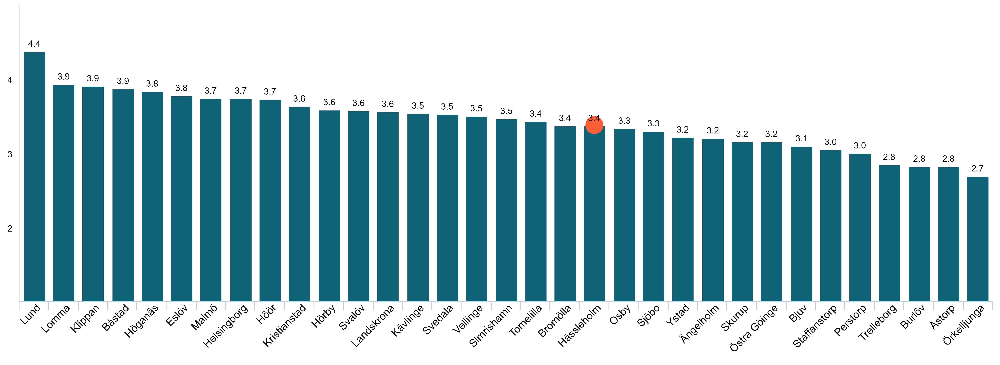 4.4
3.9
3.9
3.9
3.8
3.8
3.7
3.7
3.7
3.6
3.6
3.6
3.6
3.5
3.5
3.5
3.5
3.4
3.4
3.4
3.3
3.3
3.2
3.2
3.2
3.2
3.1
3.0
3.0
2.8
2.8
2.8
2.7
4
3
2
Lund
Lomma
Klippan
Båstad
Höganäs
Eslöv
Malmö
Helsingborg
Höör
Kristianstad
Hörby
Svalöv
Landskrona
Kävlinge
Svedala
Vellinge
Simrishamn
Tomelilla
Bromölla
Hässleholm
Osby
Sjöbo
Ystad
Ängelholm
Skurup
Östra Göinge
Bjuv
Staffanstorp
Perstorp
Trelleborg
Burlöv
Åstorp
Örkelljunga